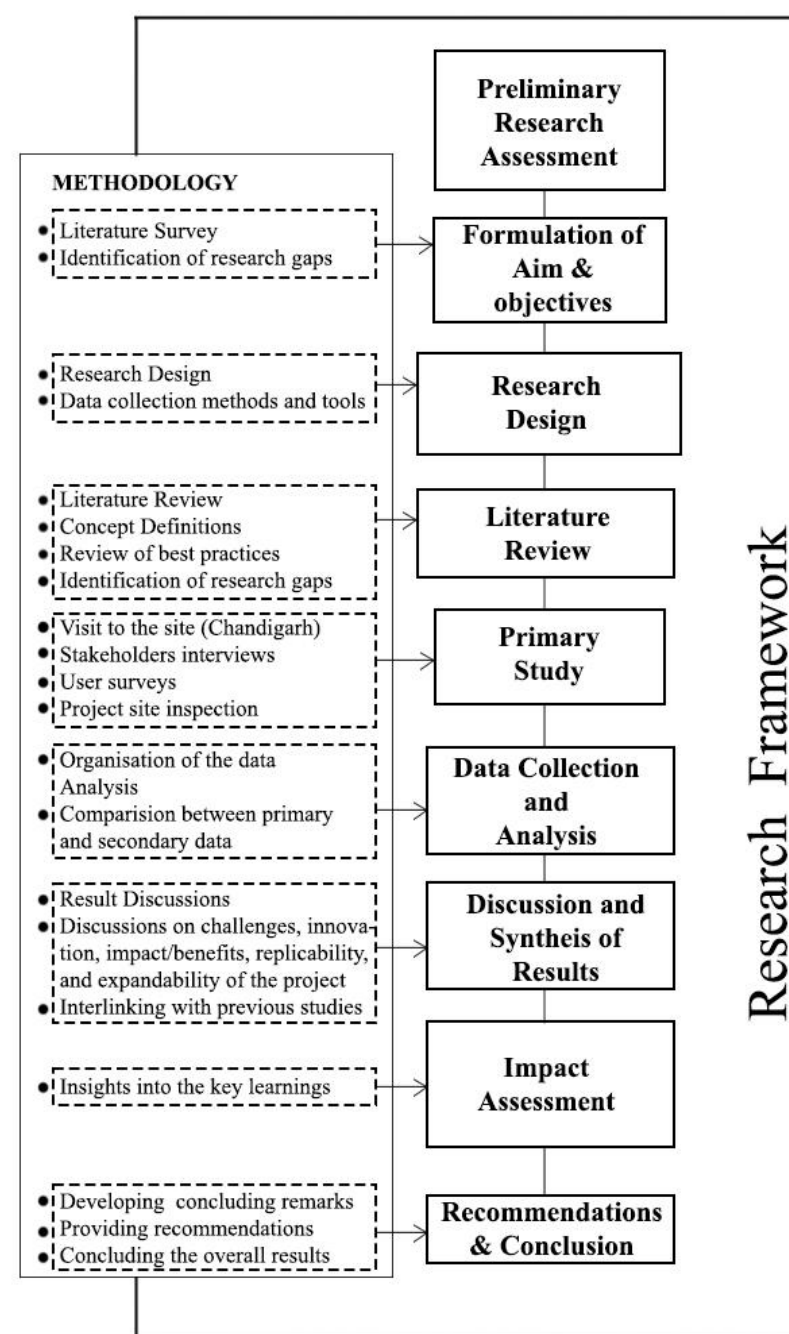 Preliminary
Research
Assessment
METHODOLOGY
Literature Survey
Identification of research gaps
Formulation of
Aim &
objectives
Research Design
Data collection methods and tools
Research
Design
Literature Review
Concept Definitions
Review of best practices
Identification of research gaps
Literature
Review
Visit to the site (Chandigarh)
Stakeholders interviews
User surveys
Project site inspection
Primary
Study
Organisation of the data
Analysis
Comparision between primary
and secondary data
Data Collection
and
Analysis
Result Discussions
Discussions on challenges, innova-
tion, impact/benefits, replicability,
and expandability of the project
Interlinking with previous studies
Discussion and
Syntheis of
Results
Insights into the key learnings
Impact
Assessment
Developing concluding remarks
Providing recommendations
Concluding the overall results
Recommendations
& Conclusion
Research Framework